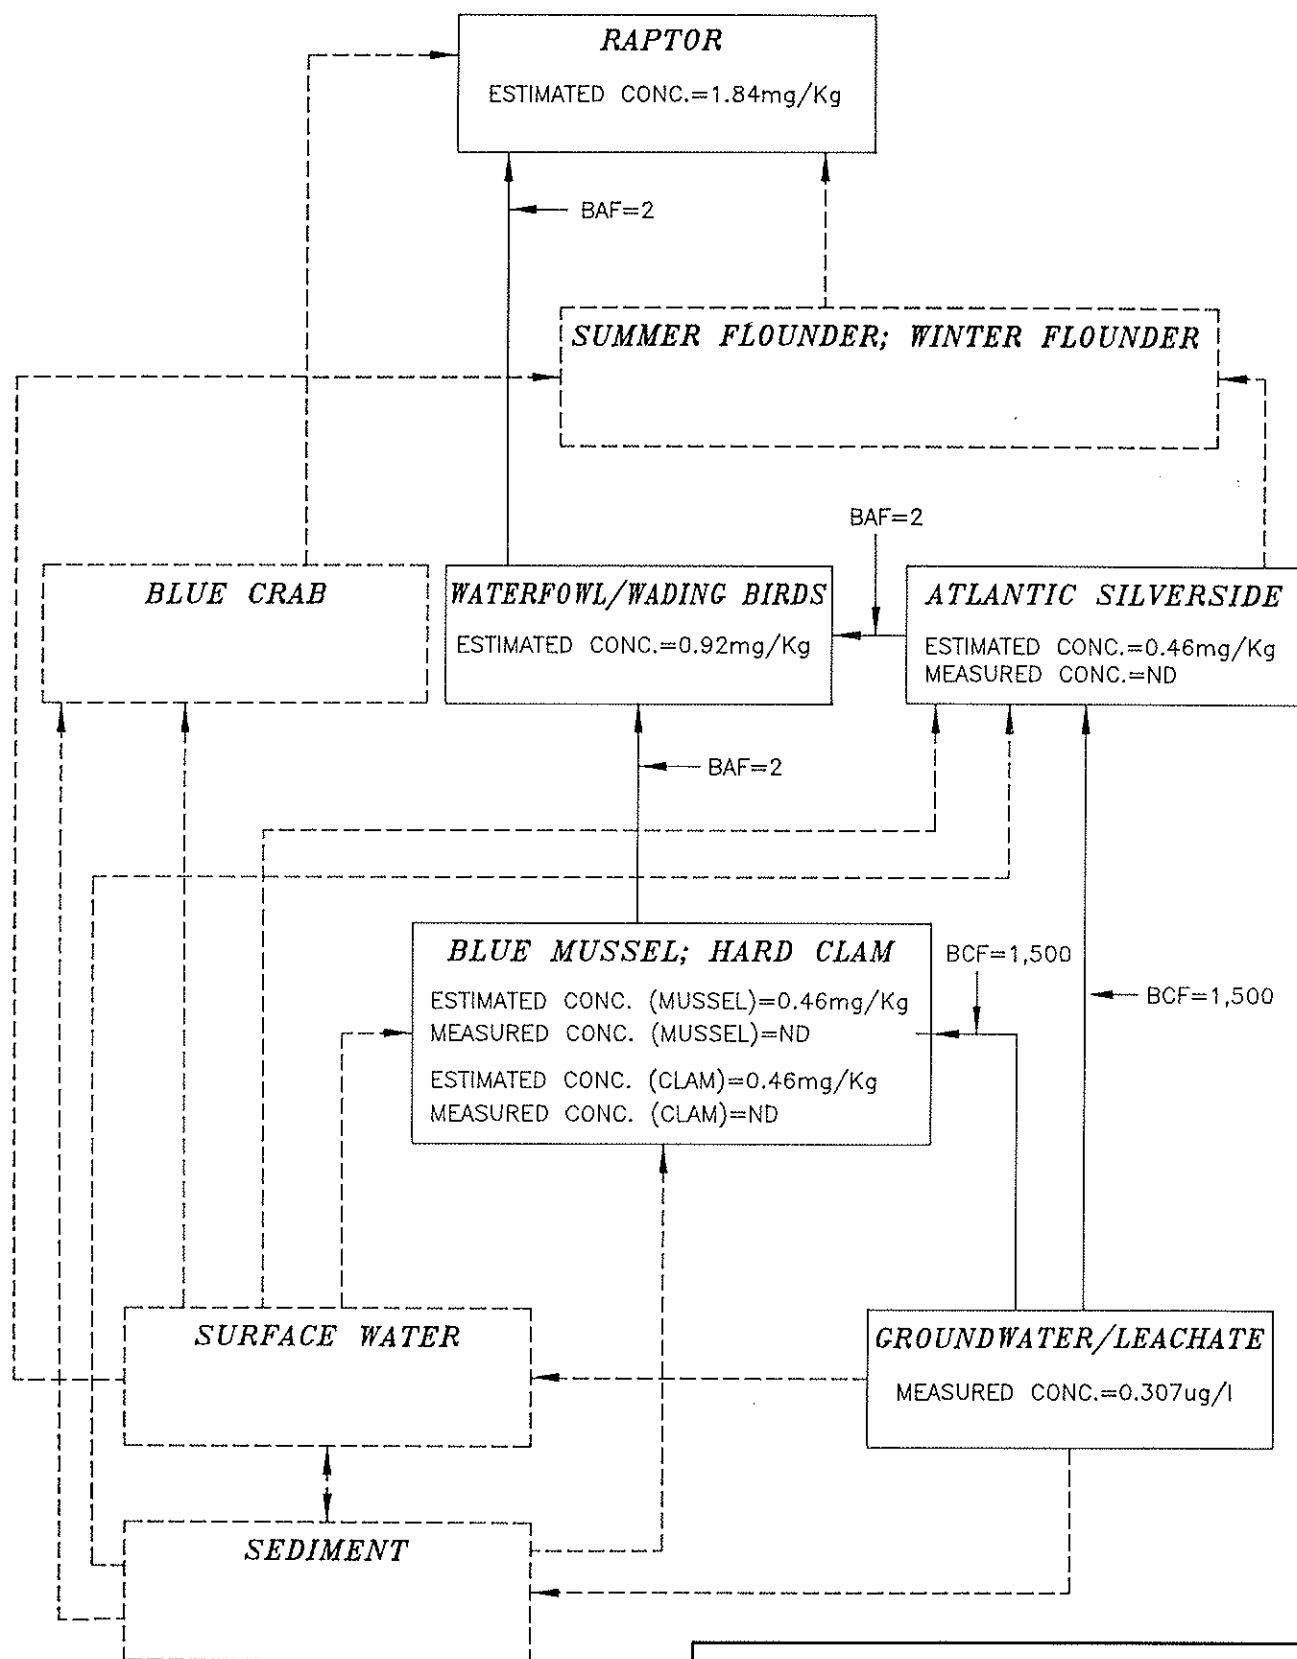 RAPTOR
ESTIMATED CONC.=1.84mg/Kg
BAF=2
SUMMER FLOUNDER; WINTER FLOUNDER
BAF=2
BLUE CRAB
WATERFOWL/WADING BIRDS
ESTIMATED CONC.=0.92mg/Kg
ATLANTIC SILVERSIDE
ESTIMATED CONC.=0.46mg/Kg
MEASURED CONC.=ND
BAF=2
BLUE MUSSEL; HARD CLAM
ESTIMATED CONC. (MUSSEL)=0.46mg/Kg
MEASURED CONC. (MUSSEL)=ND
ESTIMATED CONC. (CLAM)=0.46mg/Kg
MEASURED CONC. (CLAM)=ND
BCF=1,500
BCF=1,500
SURFACE WATER
GROUNDWATER/LEACHATE
MEASURED CONC.=0.307ug/l
SEDIMENT